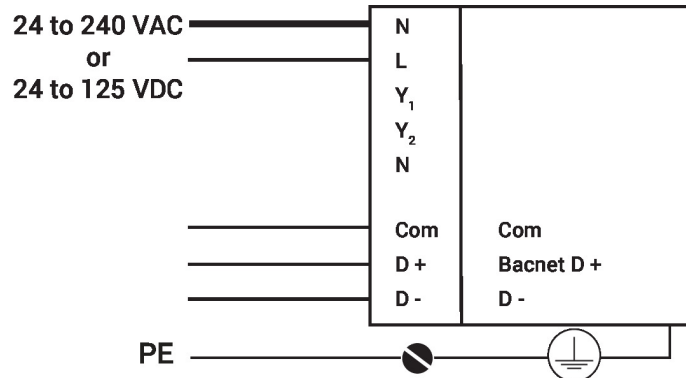 24 to 240 VAC
or
24 to 125 VDC
N
L
Y1
Y2
N
Com Com
D + Bacnet D +
D - D -
PE